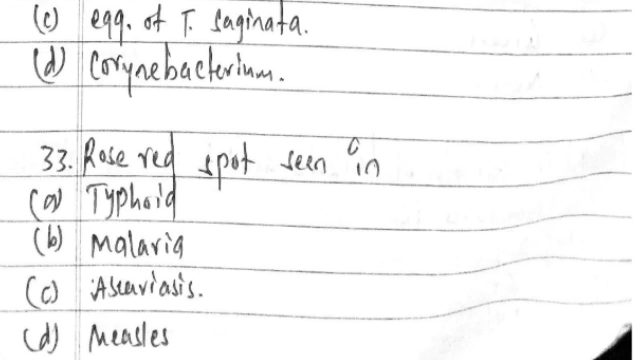 (c) egg. of T. saginata.
(d) Corynebacterium.
33. Rose red spot seen in
(a) Typhoid
(b) Malaria
(c) Ascariasis.
(d) Measles